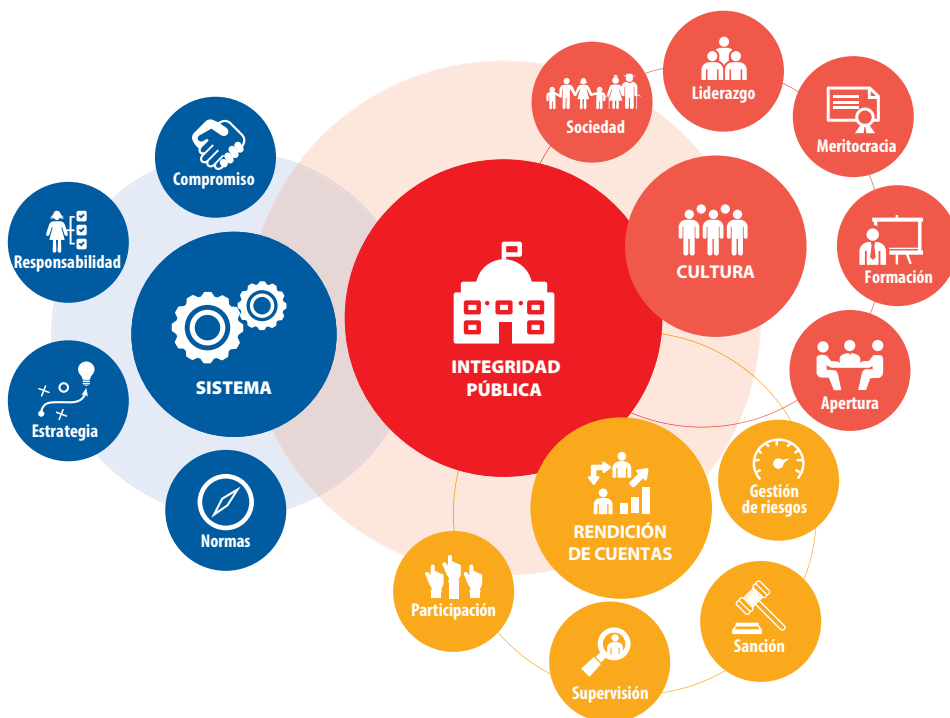 Sociedad
Liderazgo
Meritocracia
Formación
Apertura
CULTURA
Compromiso
Responsabilidad
Estrategia
Normas
SISTEMA
INTEGRIDAD
PÚBLICA
RENDICIÓN
DE CUENTAS
Gestión
de riesgos
Sanción
Supervisión
Participación